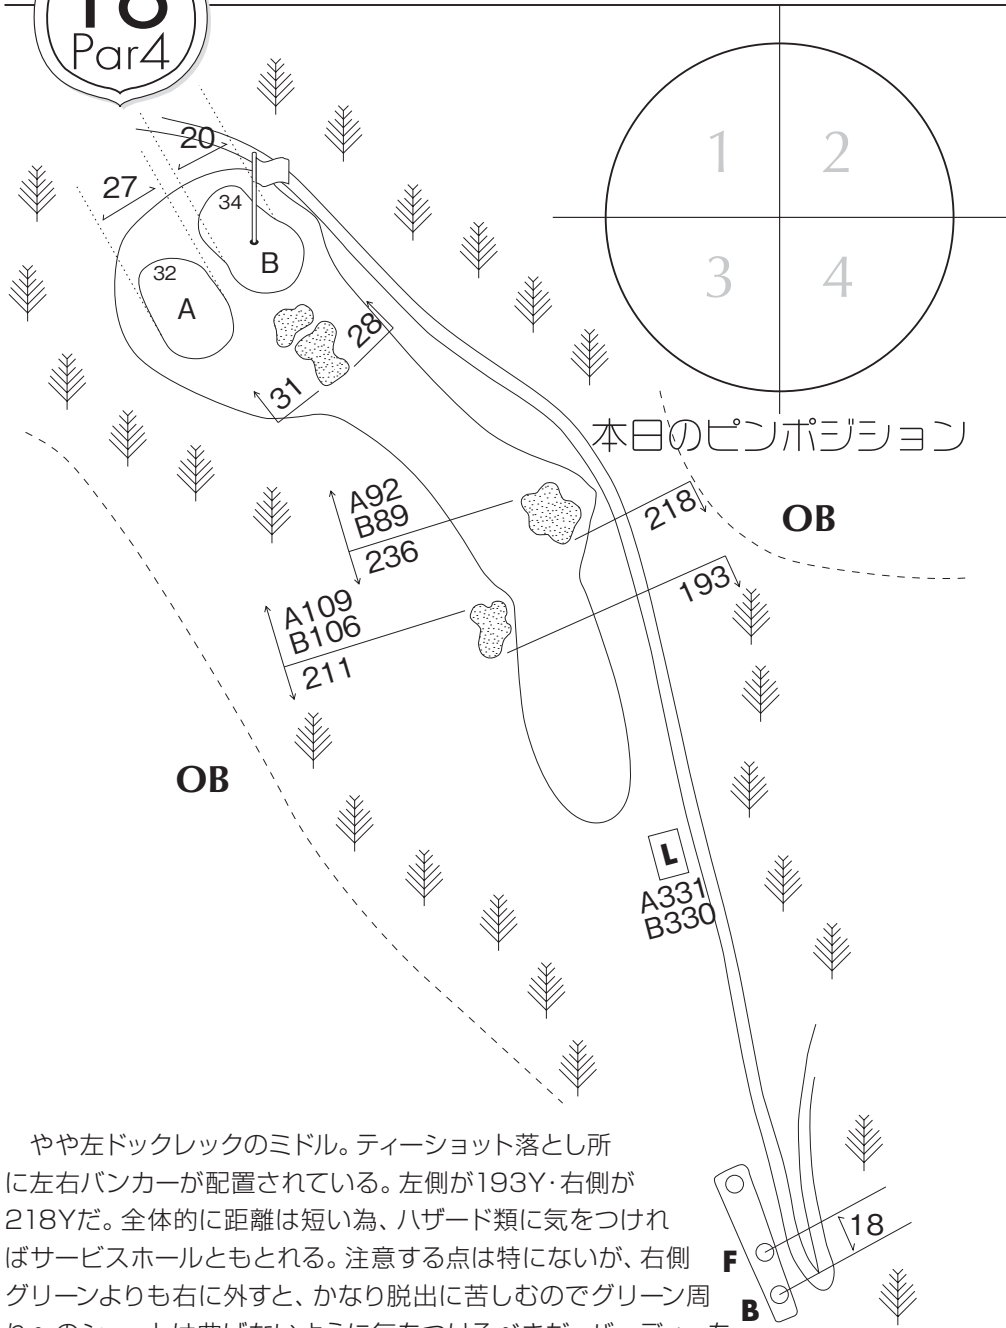 18
Par4
1 2
3 4
本日のピンポジション
20
27
34
B
32
A
28
31
A92
B89
236
218
OB
193
A109
B106
211
OB
L
A331
B330
やや左ドックレックのミドル。ティーショット落とし所
に左右バンカーが配置されている。左側が193Y・右側が
218Yだ。全体的に距離は短い為、ハザード類に気をつけれ
ばサービスホールともとれる。注意する点は特にないが、右側
グリーンよりも右に外すと、かなり脱出に苦しむのでグリーン周
18
F
B